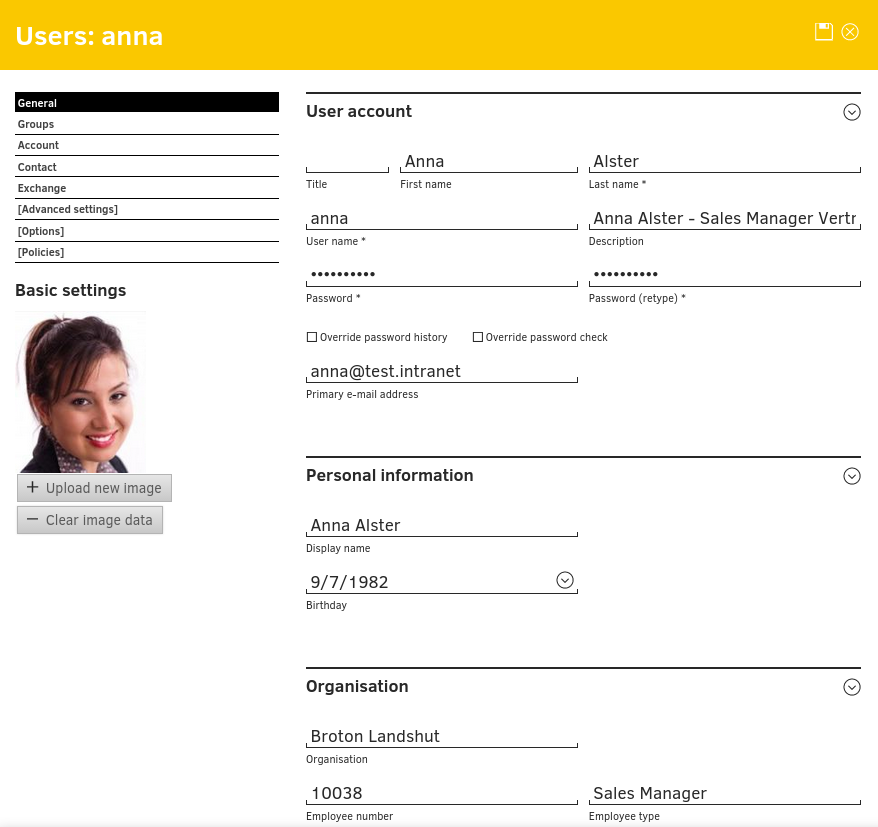 Users: anna
General
Groups
Account
Contact
Exchange
[Advanced settings]
[Options]
[Policies]
Basic settings
+ Upload new image
− Clear image data
User account
Anna Alster
Title First name Last name *
anna Anna Alster - Sales Manager Vertr
User name * Description
•••••••••• ••••••••••
Password * Password (retype) *
Override password history Override password check
anna@test.intranet
Primary e-mail address
Personal information
Anna Alster
Display name
9/7/1982
Birthday
Organisation
Broton Landshut
Organisation
10038 Sales Manager
Employee number Employee type